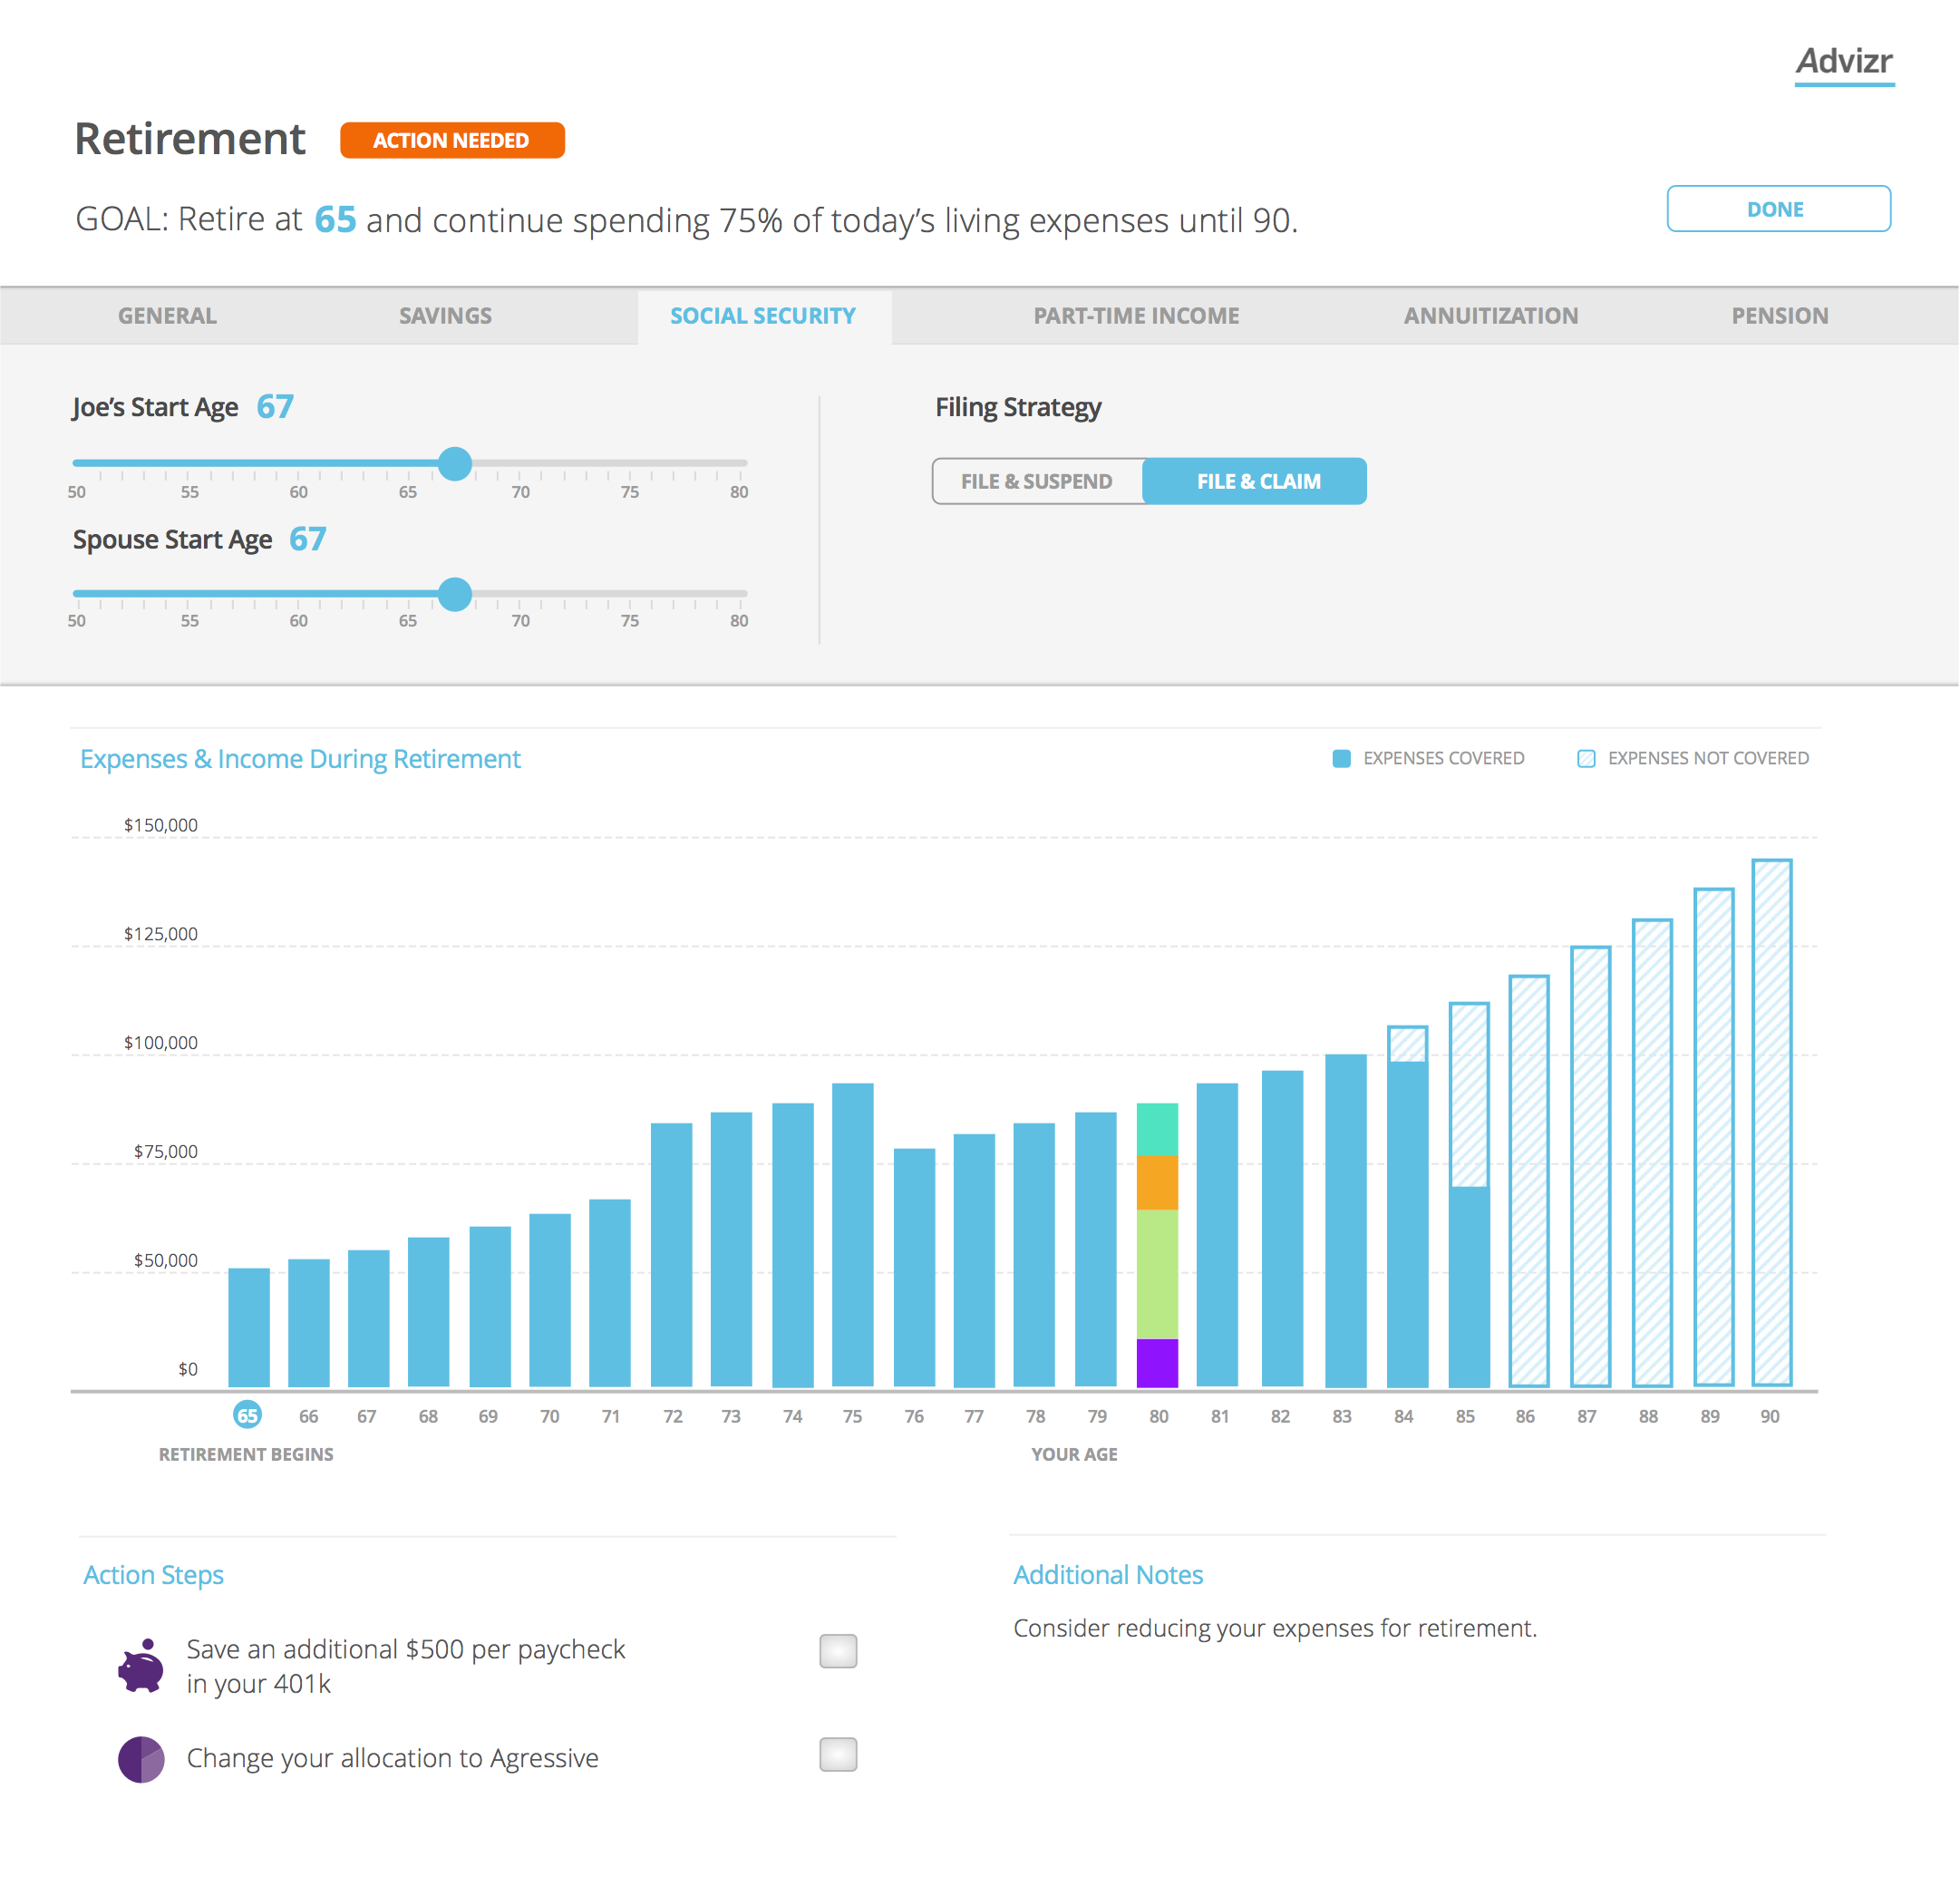 Advizr
Retirement ACTION NEEDED
GOAL: Retire at 65 and continue spending 75% of today’s living expenses until 90.
DONE
GENERAL SAVINGS SOCIAL SECURITY PART-TIME INCOME ANNUITIZATION PENSION
Joe’s Start Age 67
50 55 60 65 70 75 80
Spouse Start Age 67
50 55 60 65 70 75 80
Filing Strategy
FILE & SUSPEND FILE & CLAIM
Expenses & Income During Retirement
EXPENSES COVERED EXPENSES NOT COVERED
$150,000
$125,000
$100,000
$75,000
$50,000
$0
65 66 67 68 69 70 71 72 73 74 75 76 77 78 79 80 81 82 83 84 85 86 87 88 89 90
RETIREMENT BEGINS YOUR AGE
Action Steps
Save an additional $500 per paycheck
in your 401k
Change your allocation to Agressive
Additional Notes
Consider reducing your expenses for retirement.